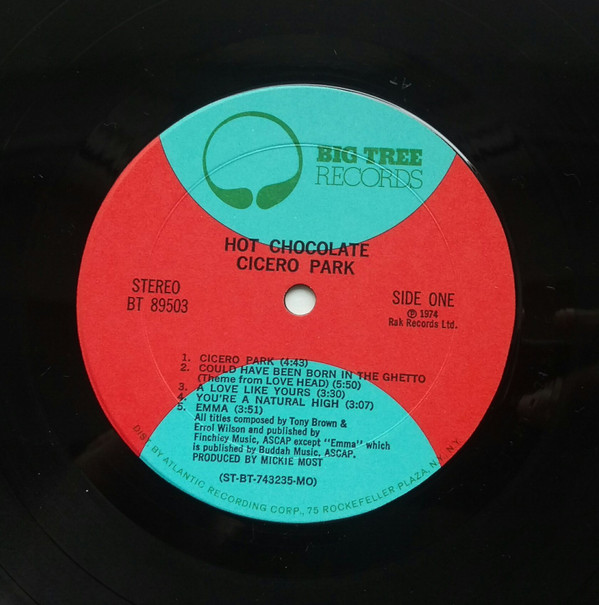 BIG TREE
RECORDS
HOT CHOCOLATE
CICERO PARK
STEREO
BT 89503
SIDE ONE
℗ 1974
Rak Records Ltd.
1. CICERO PARK (4:43)
2. COULD HAVE BEEN BORN IN THE GHETTO
(Theme from LOVE HEAD) (5:50)
3. A LOVE LIKE YOURS (3:30)
4. YOU'RE A NATURAL HIGH (3:07)
5. EMMA (3:51)
All titles composed by Tony Brown &
Errol Wilson and published by
Finchley Music, ASCAP except "Emma" which
is published by Buddah Music, ASCAP.
PRODUCED BY MICKIE MOST
(ST-BT-743235-MO)
DIST. BY ATLANTIC RECORDING CORP., 75 ROCKEFELLER PLAZA, N.Y. N.Y.